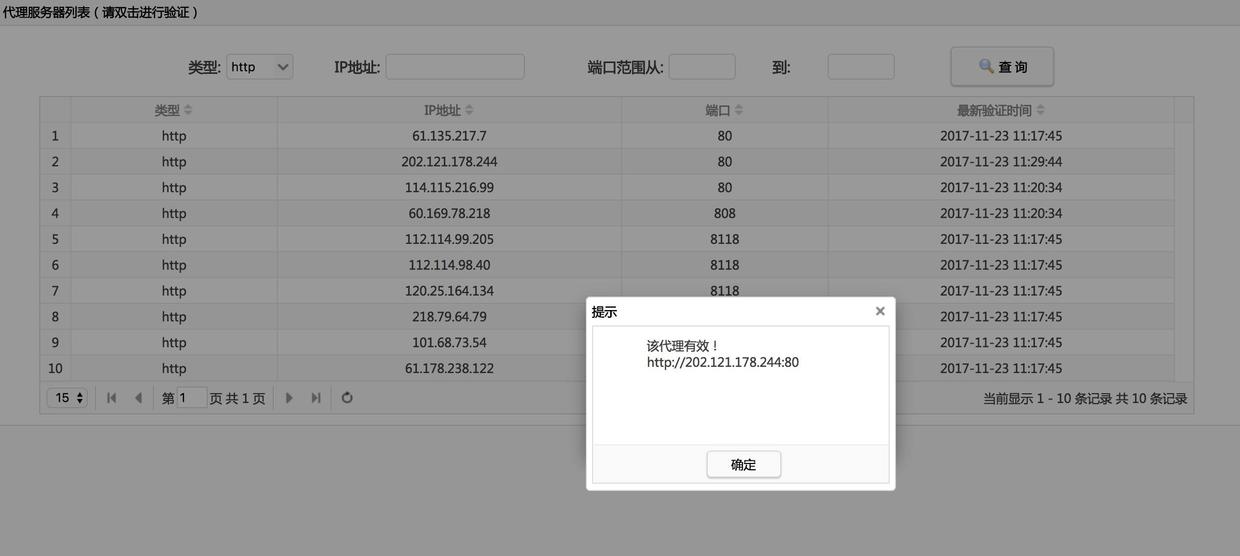 代理服务器列表（请双击进行验证）
类型: http IP地址: 端口范围从: 到: 查 询
类型 IP地址 端口 最新验证时间
1 http 61.135.217.7 80 2017-11-23 11:17:45
2 http 202.121.178.244 80 2017-11-23 11:29:44
3 http 114.115.216.99 80 2017-11-23 11:20:34
4 http 60.169.78.218 808 2017-11-23 11:20:34
5 http 112.114.99.205 8118 2017-11-23 11:17:45
6 http 112.114.98.40 8118 2017-11-23 11:17:45
7 http 120.25.164.134 8118 2017-11-23 11:17:45
8 http 218.79.64.79 2017-11-23 11:17:45
9 http 101.68.73.54 2017-11-23 11:17:45
10 http 61.178.238.122 2017-11-23 11:17:45
15 第 1 页 共 1 页 当前显示 1 - 10 条记录 共 10 条记录
提示
该代理有效！
http://202.121.178.244:80
确定